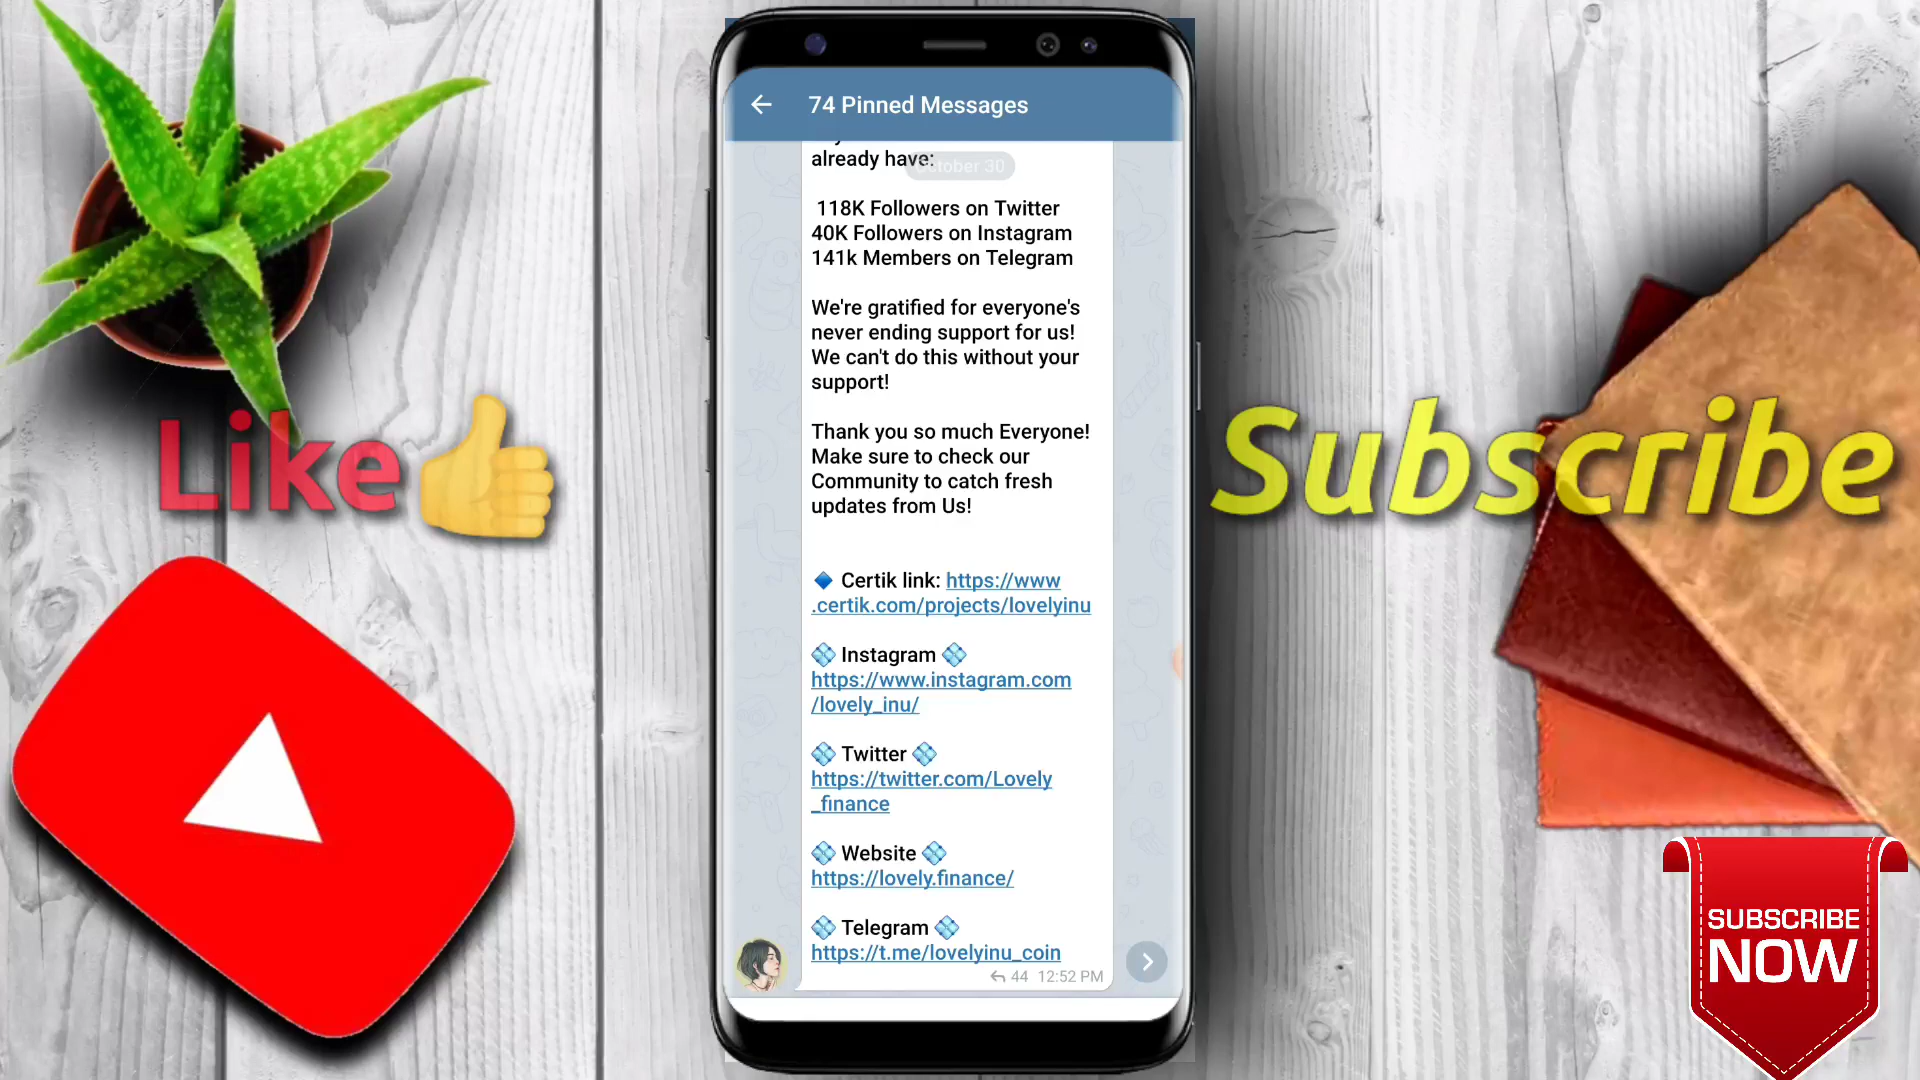 74 Pinned Messages
already have:
October 30
118K Followers on Twitter
40K Followers on Instagram
141k Members on Telegram
We're gratified for everyone's
never ending support for us!
We can't do this without your
support!
Thank you so much Everyone!
Make sure to check our
Community to catch fresh
updates from Us!
Certik link: https://www
.certik.com/projects/lovelyinu
Instagram
https://www.instagram.com
/lovely_inu/
Twitter
https://twitter.com/Lovely
_finance
Website
https://lovely.finance/
Telegram
https://t.me/lovelyinu_coin
44 12:52 PM
Like
Subscribe
SUBSCRIBE
NOW